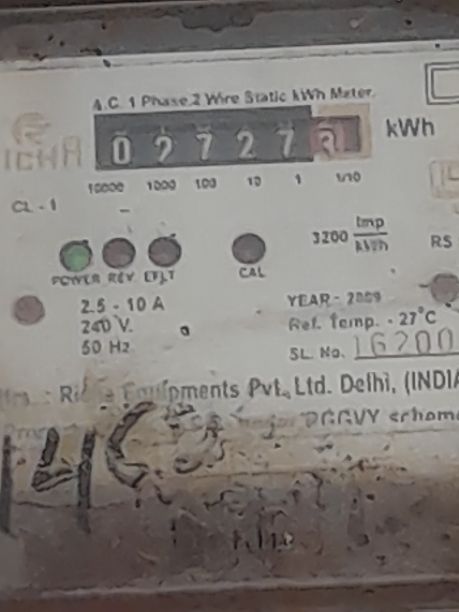 A.C. 1 Phase 2 Wire Static kWh Meter.
RICHA
0 2 7 2 7 kWh
10000 1000 100 10 1 1/10
CL - 1
3200 Imp
kWh
RS
POWER REV E/LT CAL
2.5 - 10 A
240 V.
50 Hz
YEAR - 2009
Ref. Temp. - 27°C
SL. No. 16200
Equipments Pvt. Ltd. Delhi, (INDIA
RGGVY scheme